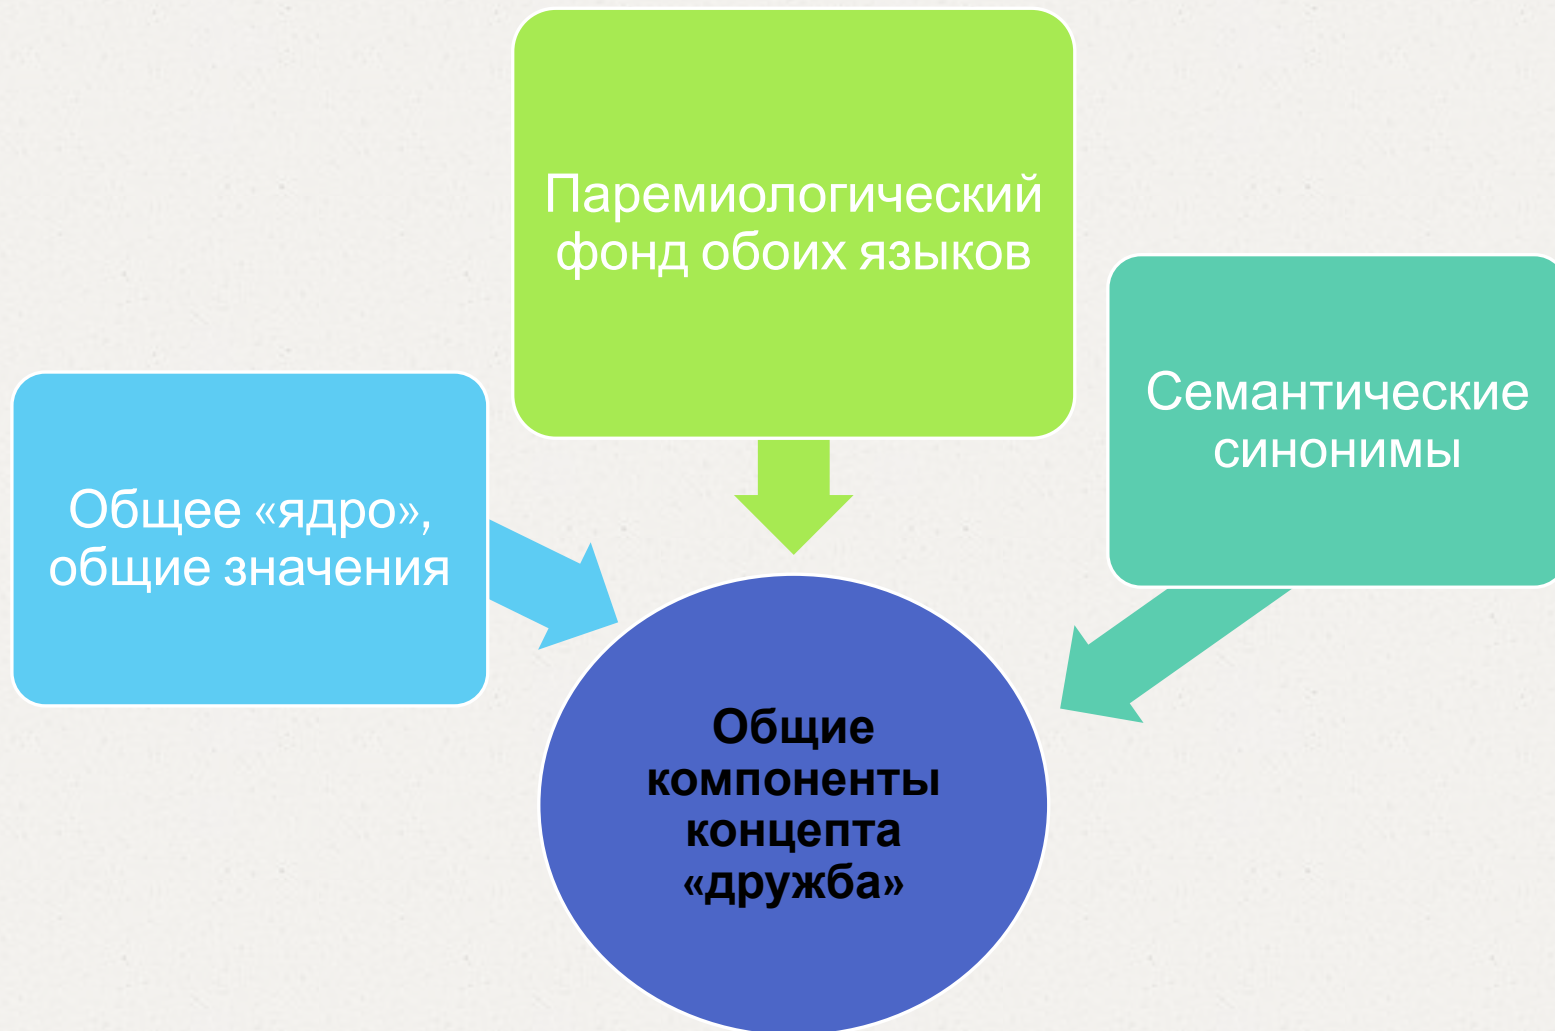 Паремиологический
фонд обоих языков
Семантические
синонимы
Общее «ядро»,
общие значения
Общие
компоненты
концепта
«дружба»